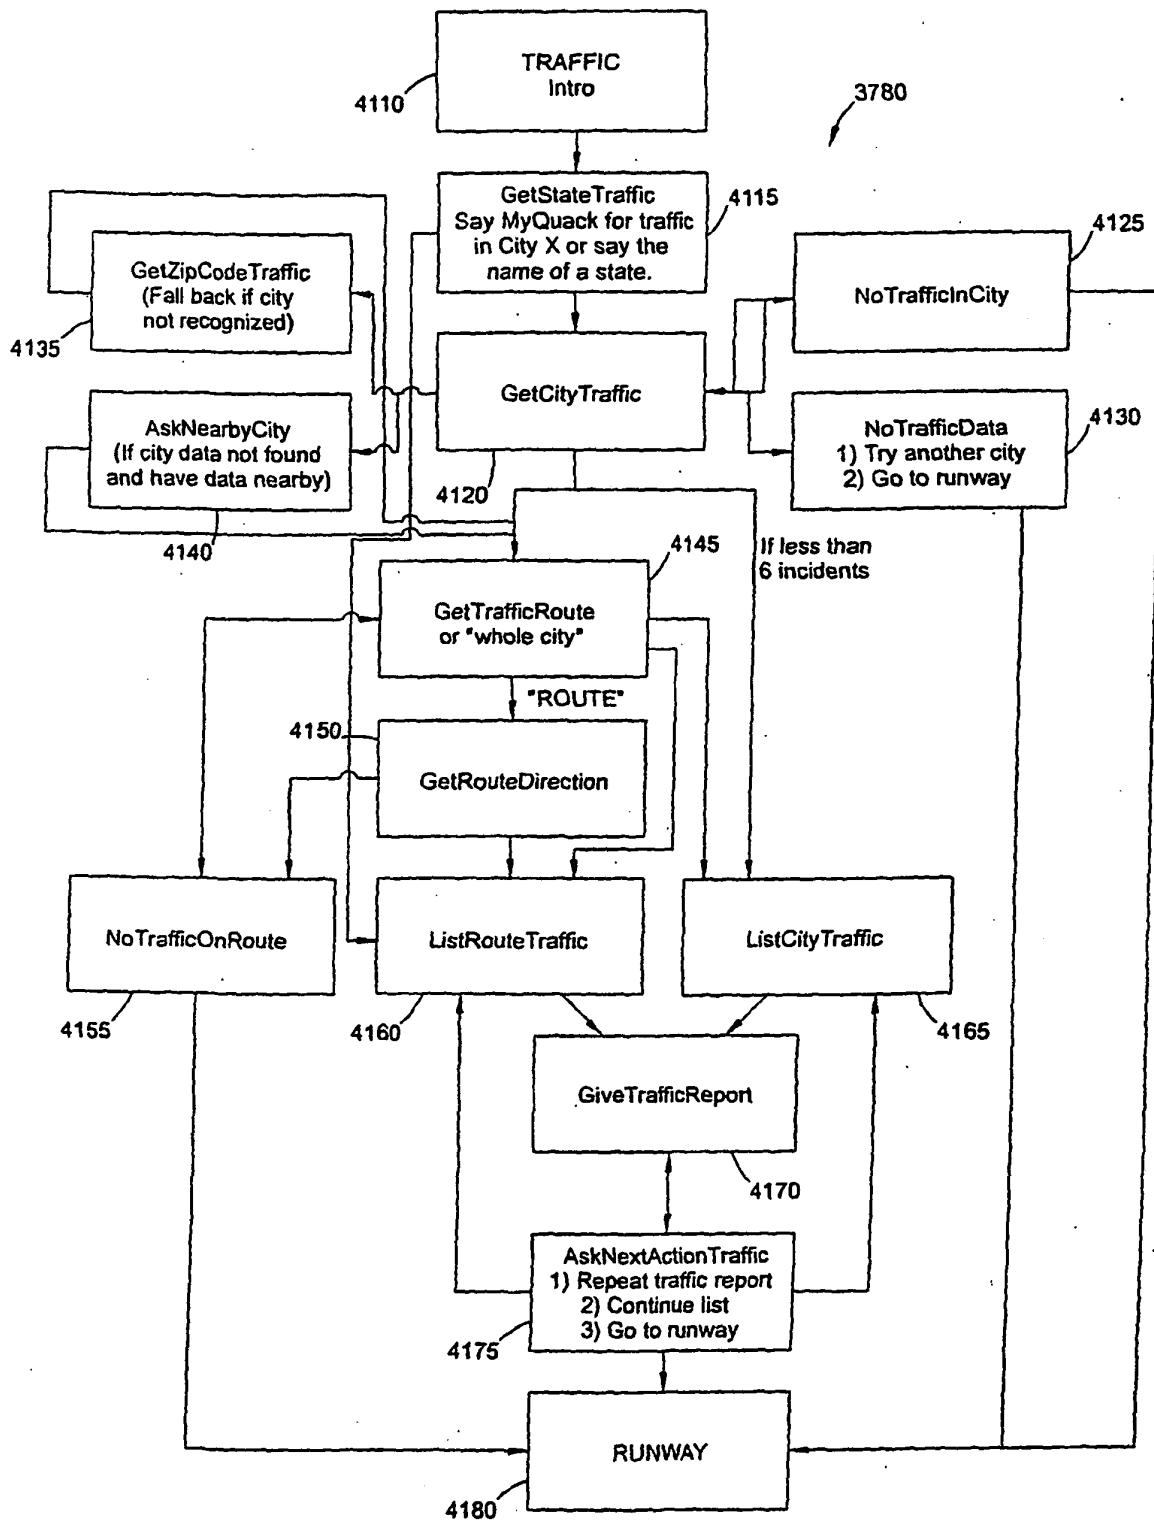 TRAFFIC
Intro
4110
3780
GetStateTraffic
Say MyQuack for traffic
in City X or say the
name of a state.
4115
4125
GetZipCodeTraffic
(Fall back if city
not recognized)
4135
NoTrafficInCity
GetCityTraffic
4120
AskNearbyCity
(If city data not found
and have data nearby)
4140
NoTrafficData
1) Try another city
2) Go to runway
4130
If less than
6 incidents
4145
GetTrafficRoute
or "whole city"
"ROUTE"
4150
GetRouteDirection
NoTrafficOnRoute
4155
ListRouteTraffic
4160
ListCityTraffic
4165
GiveTrafficReport
4170
AskNextActionTraffic
1) Repeat traffic report
2) Continue list
3) Go to runway
4175
RUNWAY
4180